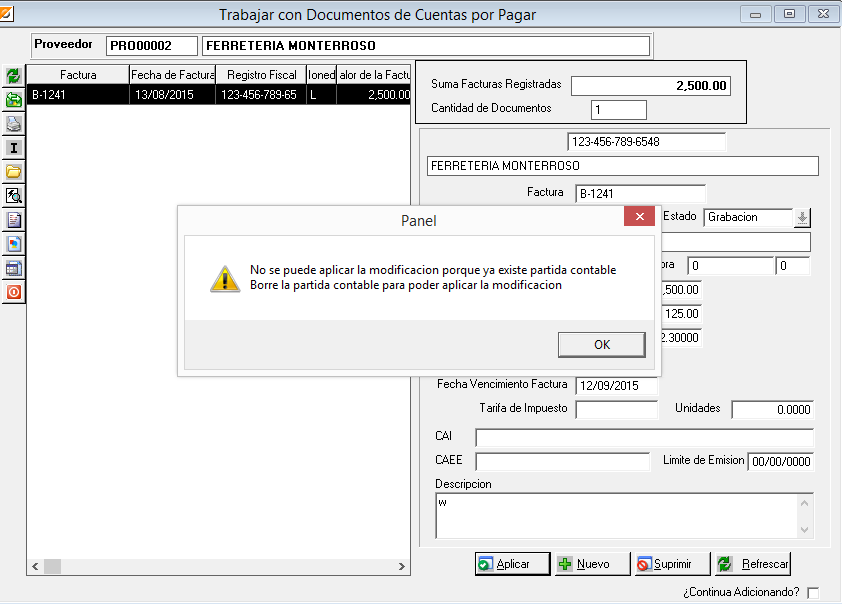 Trabajar con Documentos de Cuentas por Pagar
Proveedor PRO00002 FERRETERIA MONTERROSO
Factura Fecha de Factura Registro Fiscal loned alor de la Factu
B-1241 13/08/2015 123-456-789-65 L 2,500.00
Suma Facturas Registradas 2,500.00
Cantidad de Documentos 1
123-456-789-6548
FERRETERIA MONTERROSO
Factura B-1241
Estado Grabacion
ora 0 0
,500.00
125.00
2.30000
Panel
No se puede aplicar la modificacion porque ya existe partida contable
Borre la partida contable para poder aplicar la modificacion
OK
Fecha Vencimiento Factura 12/09/2015
Tarifa de Impuesto Unidades 0.0000
CAI
CAEE Limite de Emision 00/00/0000
Descripcion
w
Aplicar Nuevo Suprimir Refrescar
¿Continua Adicionando?